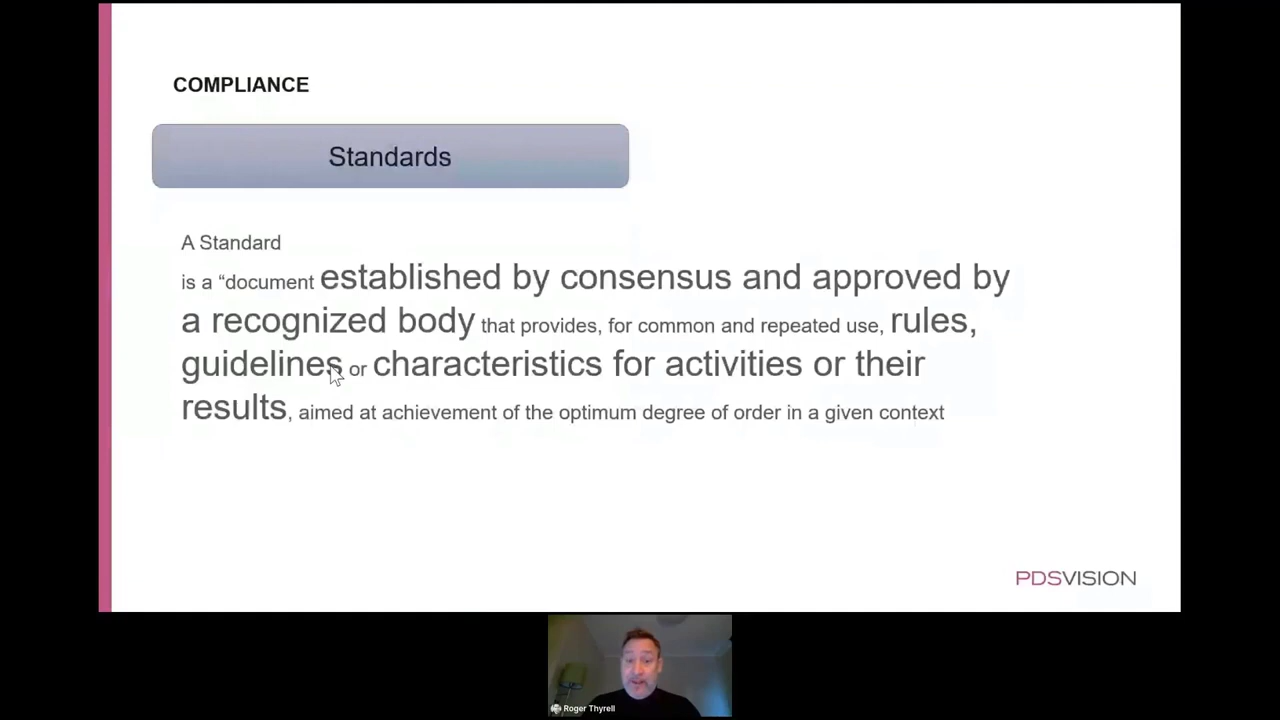 COMPLIANCE
Standards
A Standard
is a “document established by consensus and approved by
a recognized body that provides, for common and repeated use, rules,
guidelines or characteristics for activities or their
results, aimed at achievement of the optimum degree of order in a given context
PDSVISION
Roger Thyrell